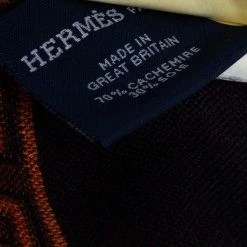 HERMÈS
MADE IN
GREAT BRITAIN
70% CACHEMIRE
30% SOIE